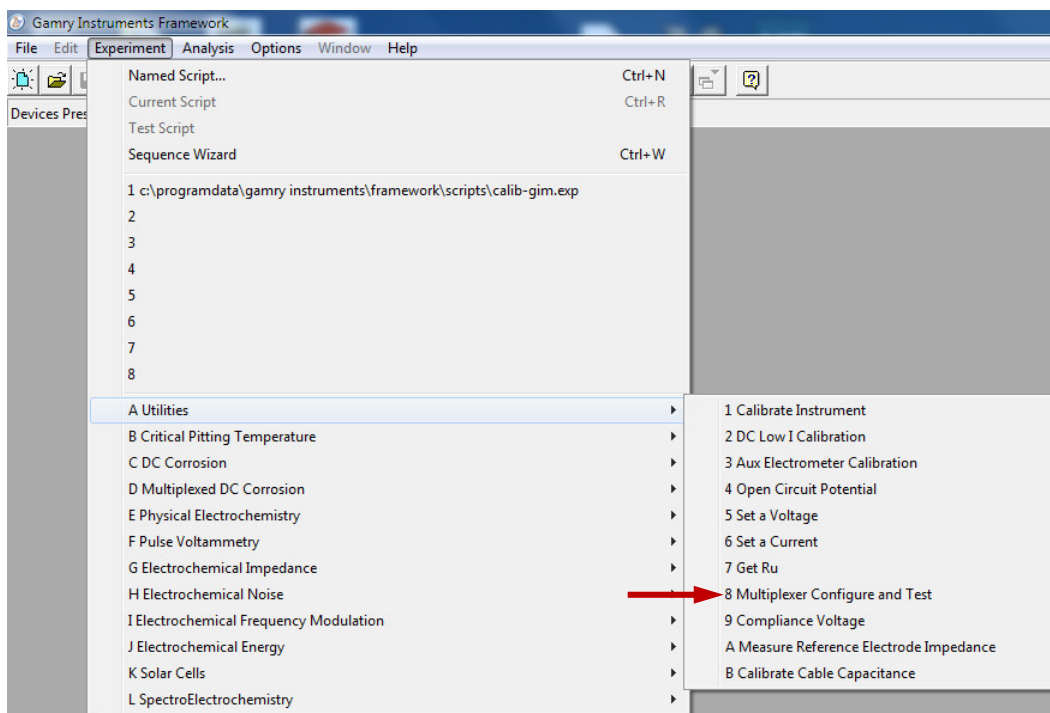 Gamry Instruments Framework
File Edit Experiment Analysis Options Window Help
Devices Pres
Named Script... Ctrl+N
Current Script Ctrl+R
Test Script
Sequence Wizard Ctrl+W
1 c:\programdata\gamry instruments\framework\scripts\calib-gim.exp
2
3
4
5
6
7
8
A Utilities
B Critical Pitting Temperature
C DC Corrosion
D Multiplexed DC Corrosion
E Physical Electrochemistry
F Pulse Voltammetry
G Electrochemical Impedance
H Electrochemical Noise
I Electrochemical Frequency Modulation
J Electrochemical Energy
K Solar Cells
L SpectroElectrochemistry
1 Calibrate Instrument
2 DC Low I Calibration
3 Aux Electrometer Calibration
4 Open Circuit Potential
5 Set a Voltage
6 Set a Current
7 Get Ru
8 Multiplexer Configure and Test
9 Compliance Voltage
A Measure Reference Electrode Impedance
B Calibrate Cable Capacitance